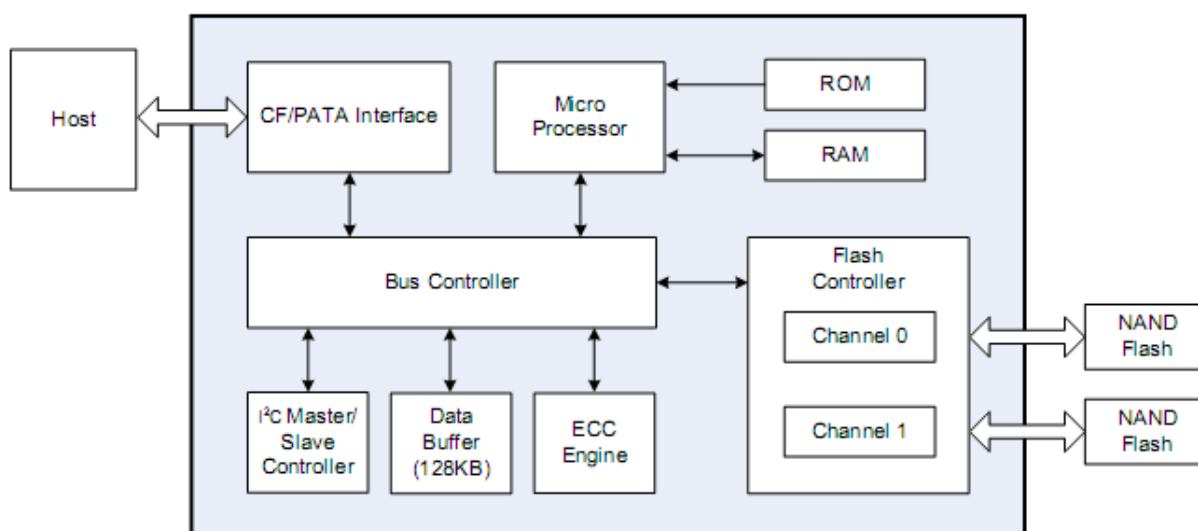 Host
CF/PATA Interface
Micro
Processor
ROM
RAM
Bus Controller
Flash
Controller
Channel 0
Channel 1
NAND
Flash
NAND
Flash
I²C Master/
Slave
Controller
Data
Buffer
(128KB)
ECC
Engine